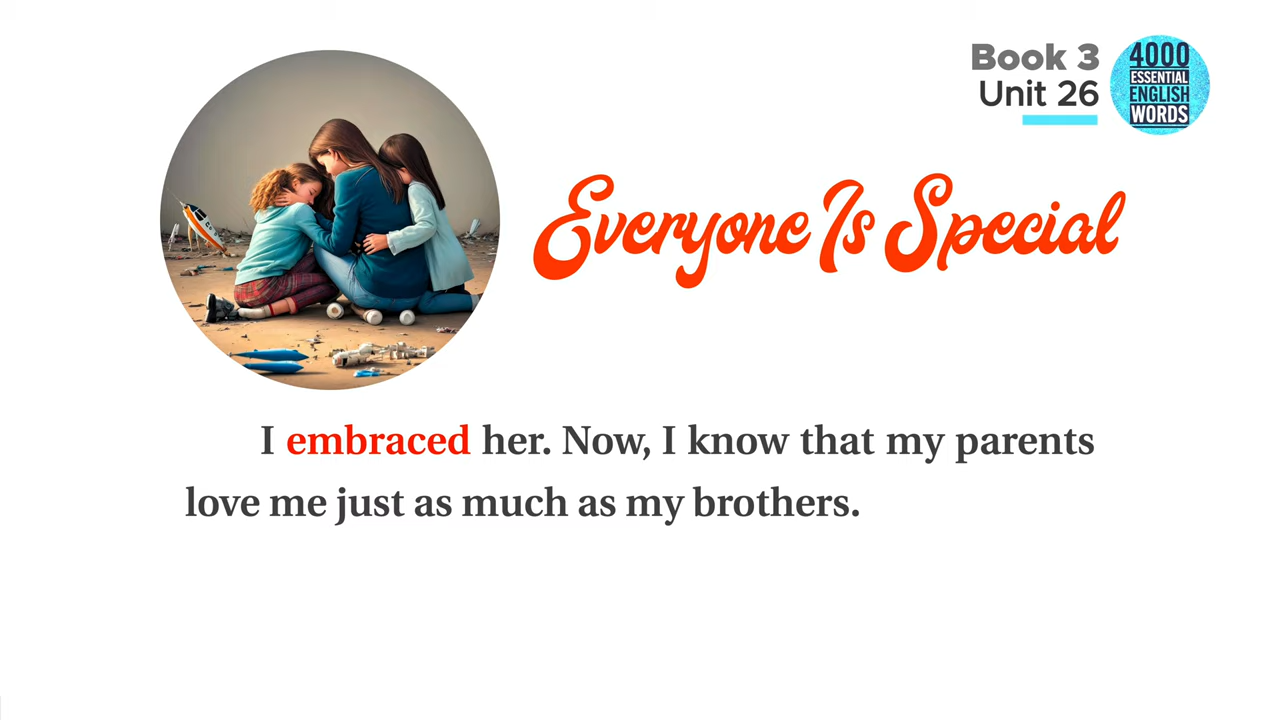 Book 3
Unit 26
4000
ESSENTIAL
ENGLISH
WORDS
Everyone Is Special
I embraced her. Now, I know that my parents
love me just as much as my brothers.